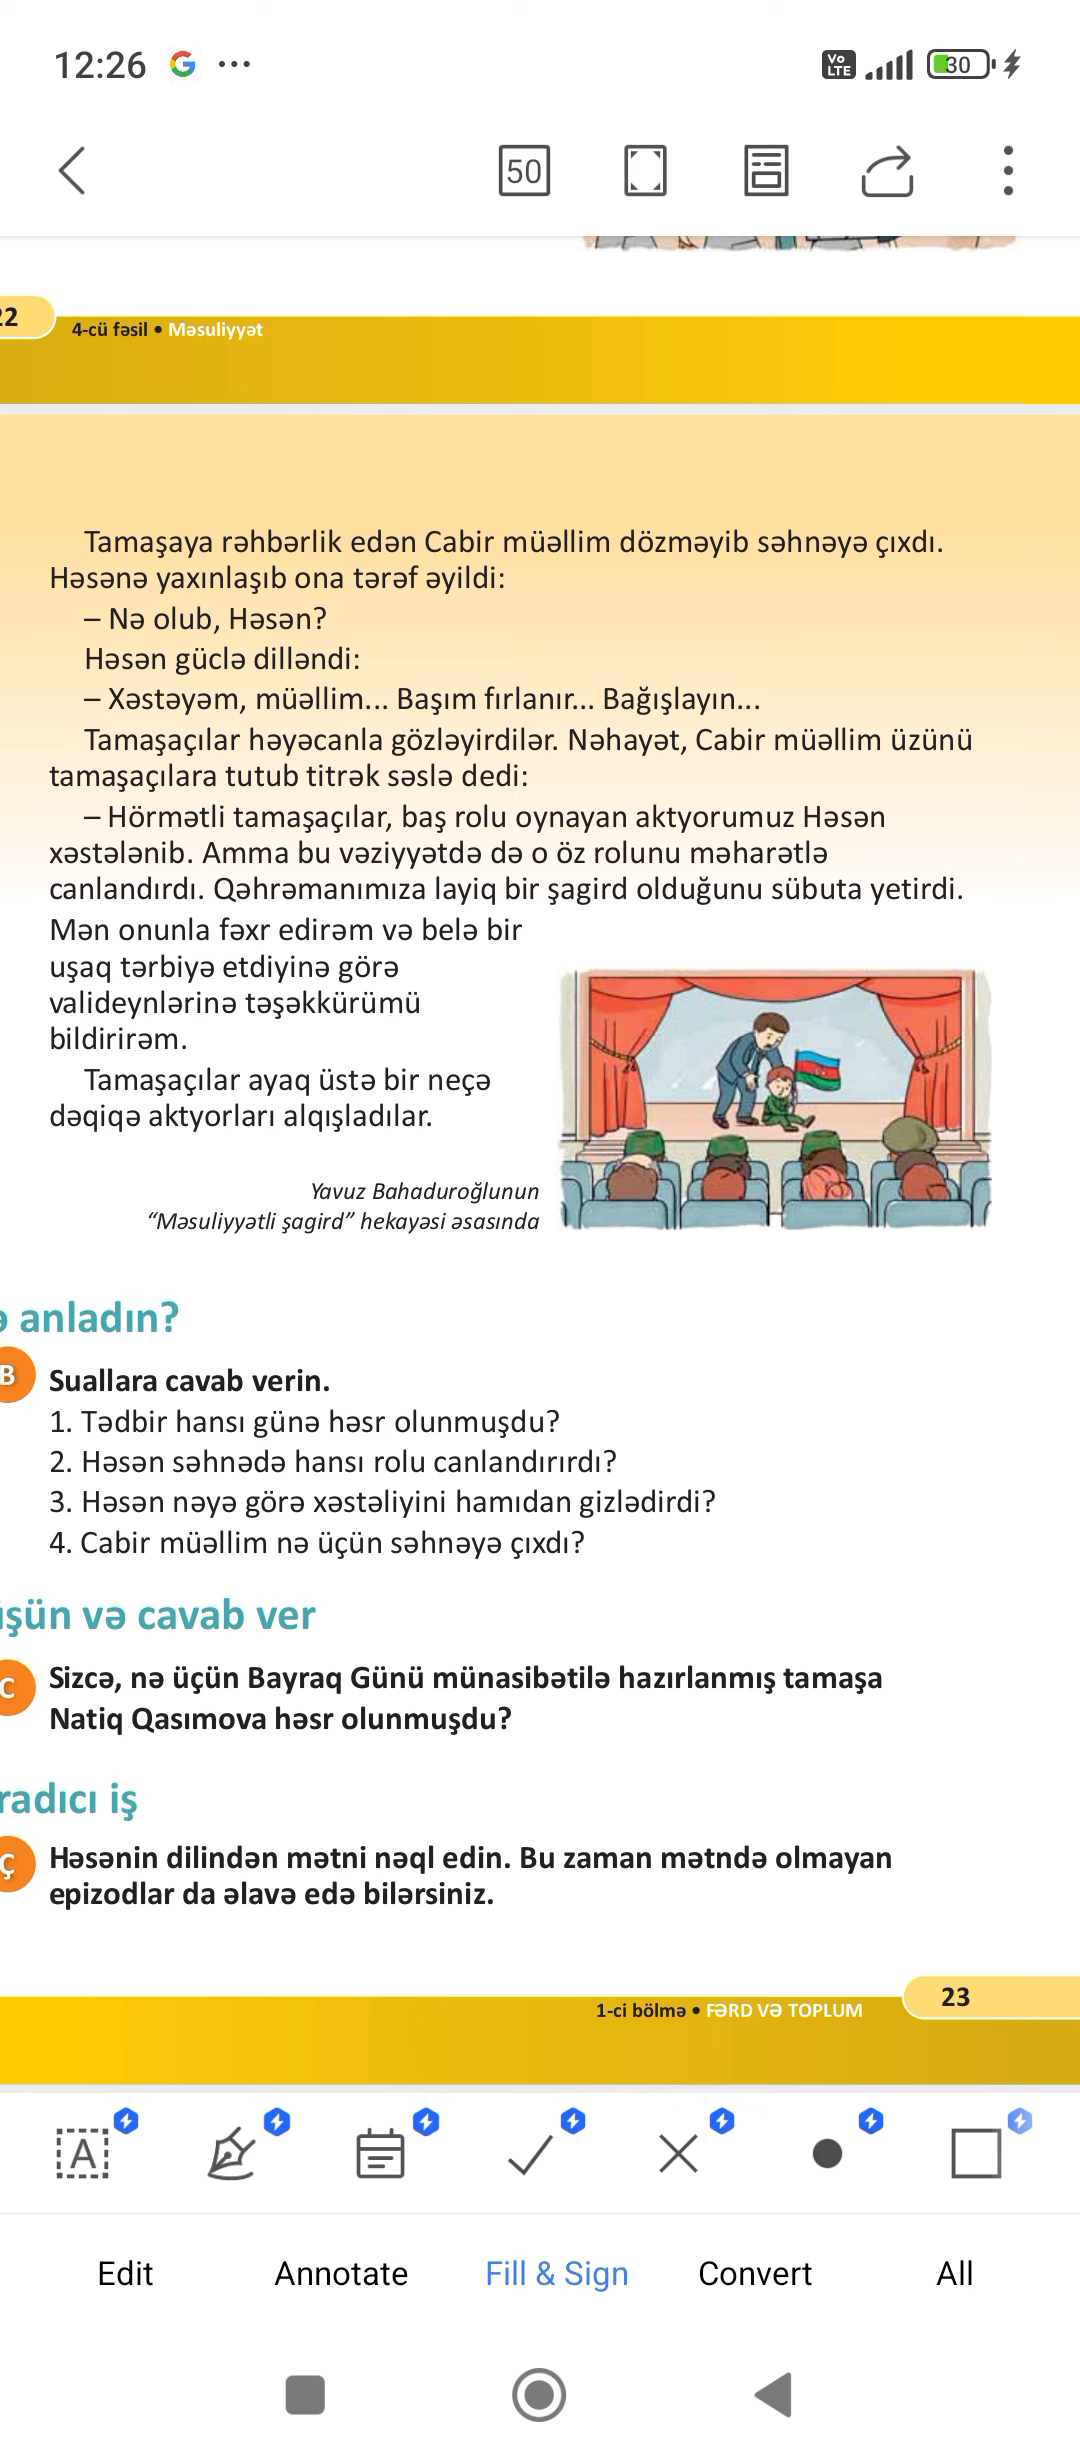 12:26
Vo LTE
30
50
22
4-cü fəsil • Məsuliyyət
Tamaşaya rəhbərlik edən Cabir müəllim dözməyib səhnəyə çıxdı.
Həsənə yaxınlaşıb ona tərəf əyildi:
– Nə olub, Həsən?
Həsən güclə dilləndi:
– Xəstəyəm, müəllim... Başım fırlanır... Bağışlayın...
Tamaşaçılar həyəcanla gözləyirdilər. Nəhayət, Cabir müəllim üzünü
tamaşaçılara tutub titrək səslə dedi:
– Hörmətli tamaşaçılar, baş rolu oynayan aktyorumuz Həsən
xəstələnib. Amma bu vəziyyətdə də o öz rolunu məharətlə
canlandırdı. Qəhrəmanımıza layiq bir şagird olduğunu sübuta yetirdi.
Mən onunla fəxr edirəm və belə bir
uşaq tərbiyə etdiyinə görə
valideynlərinə təşəkkürümü
bildirirəm.
Tamaşaçılar ayaq üstə bir neçə
dəqiqə aktyorları alqışladılar.
Yavuz Bahaduroğlunun
“Məsuliyyətli şagird” hekayəsi əsasında
ə anladın?
B Suallara cavab verin.
1. Tədbir hansı günə həsr olunmuşdu?
2. Həsən səhnədə hansı rolu canlandırırdı?
3. Həsən nəyə görə xəstəliyini hamıdan gizlədirdi?
4. Cabir müəllim nə üçün səhnəyə çıxdı?
işün və cavab ver
C Sizcə, nə üçün Bayraq Günü münasibətilə hazırlanmış tamaşa
Natiq Qasımova həsr olunmuşdu?
radıcı iş
Ç Həsənin dilindən mətni nəql edin. Bu zaman mətndə olmayan
epizodlar da əlavə edə bilərsiniz.
1-ci bölmə • FƏRD VƏ TOPLUM
23
A
Edit Annotate Fill & Sign Convert All